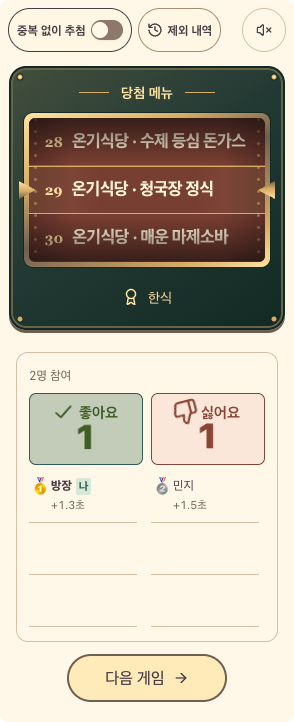 중복 없이 추첨
제외 내역
당첨 메뉴
28 온기식당 · 수제 등심 돈가스
29 온기식당 · 청국장 정식
30 온기식당 · 매운 마제소바
한식
2명 참여
좋아요
1
싫어요
1
방장 나
+1.3초
민지
+1.5초
다음 게임 →